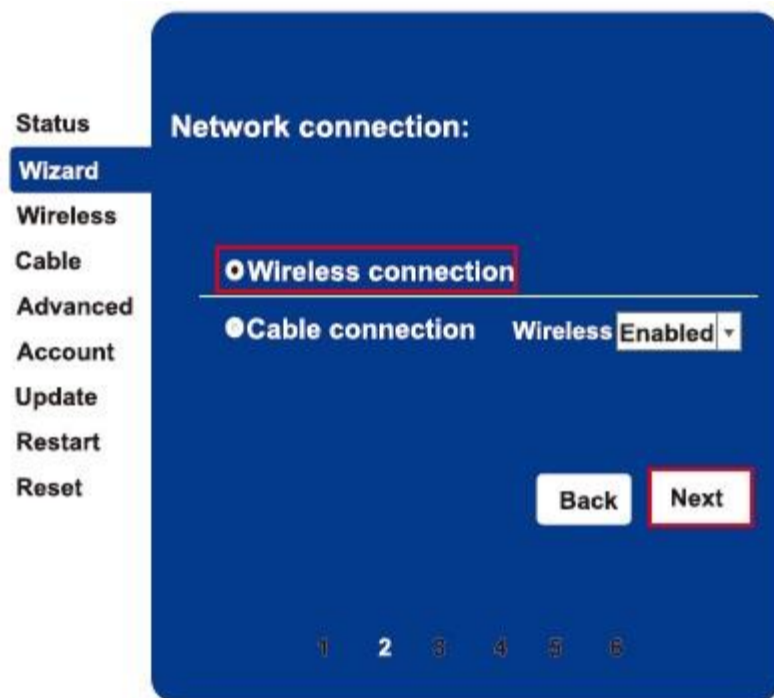 Status
Network connection:
Wizard
Wireless
Cable
Wireless connection
Advanced
Cable connection Wireless Enabled
Account
Update
Restart
Reset
Back Next
1 2 3 4 5 6